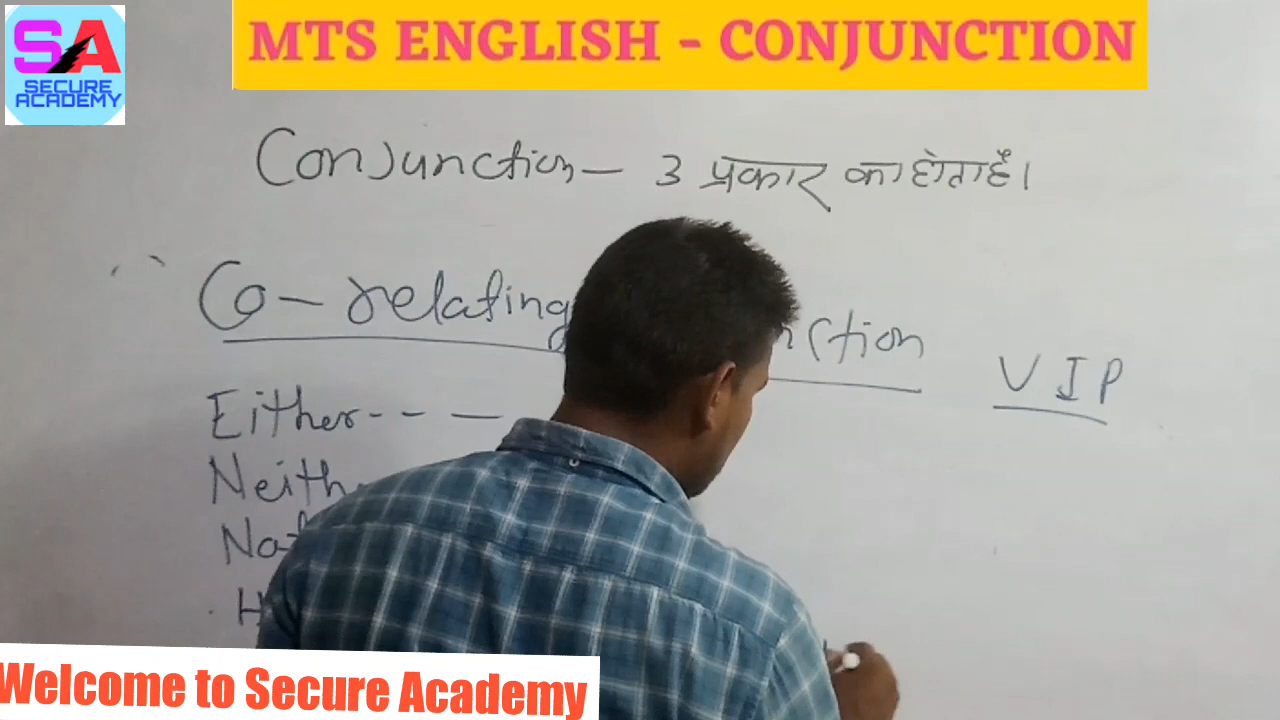 SA
SECURE
ACADEMY
MTS ENGLISH - CONJUNCTION
Conjunction — 3 प्रकार का होता है।
Co-relating
VIP
Either-- —
Welcome to Secure Academy